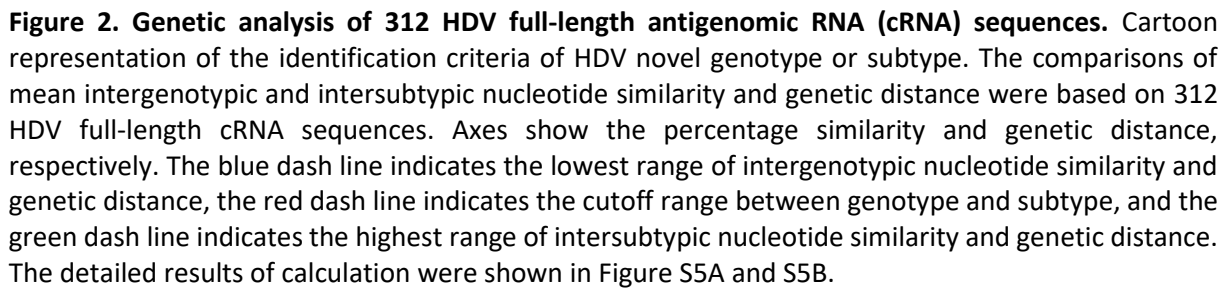 Figure 2. Genetic analysis of 312 HDV full-length antigenomic RNA (cRNA) sequences. Cartoon
representation of the identification criteria of HDV novel genotype or subtype. The comparisons of
mean intergenotypic and intersubtypic nucleotide similarity and genetic distance were based on 312
HDV full-length cRNA sequences. Axes show the percentage similarity and genetic distance,
respectively. The blue dash line indicates the lowest range of intergenotypic nucleotide similarity and
genetic distance, the red dash line indicates the cutoff range between genotype and subtype, and the
green dash line indicates the highest range of intersubtypic nucleotide similarity and genetic distance.
The detailed results of calculation were shown in Figure S5A and S5B.